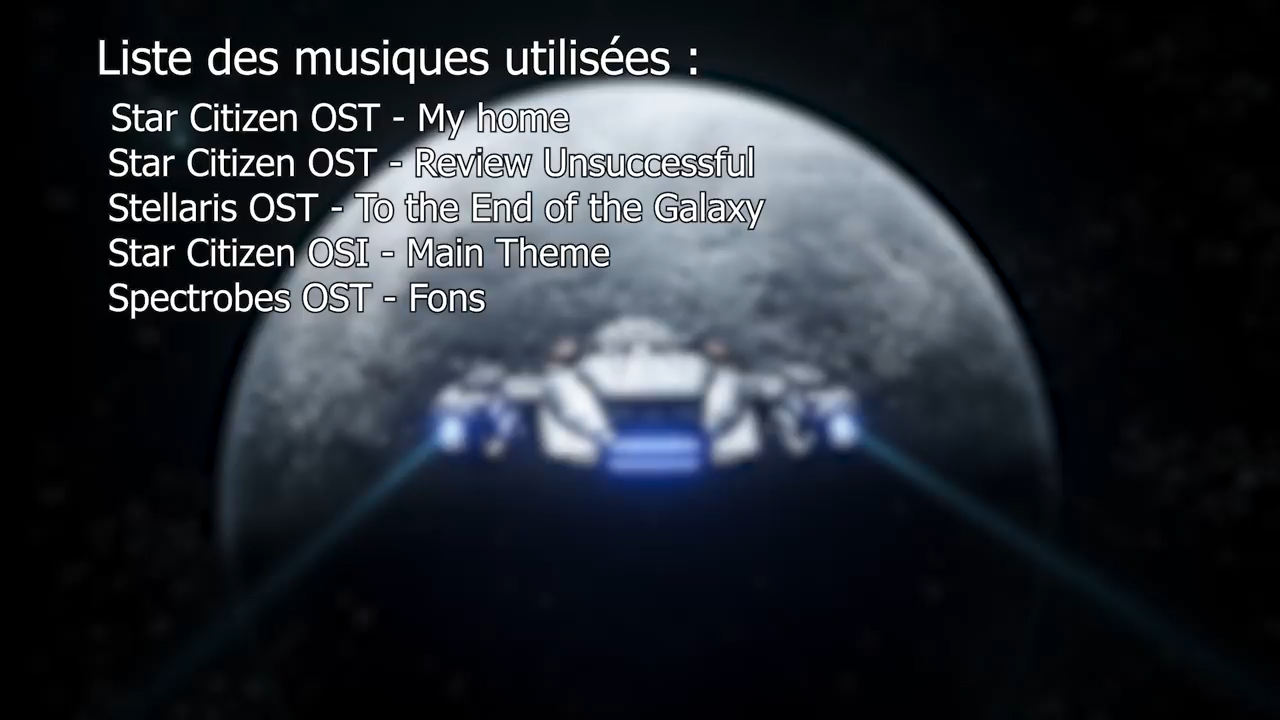 Liste des musiques utilisées :
Star Citizen OST - My home
Star Citizen OST - Review Unsuccessful
Stellaris OST - To the End of the Galaxy
Star Citizen OSI - Main Theme
Spectrobes OST - Fons